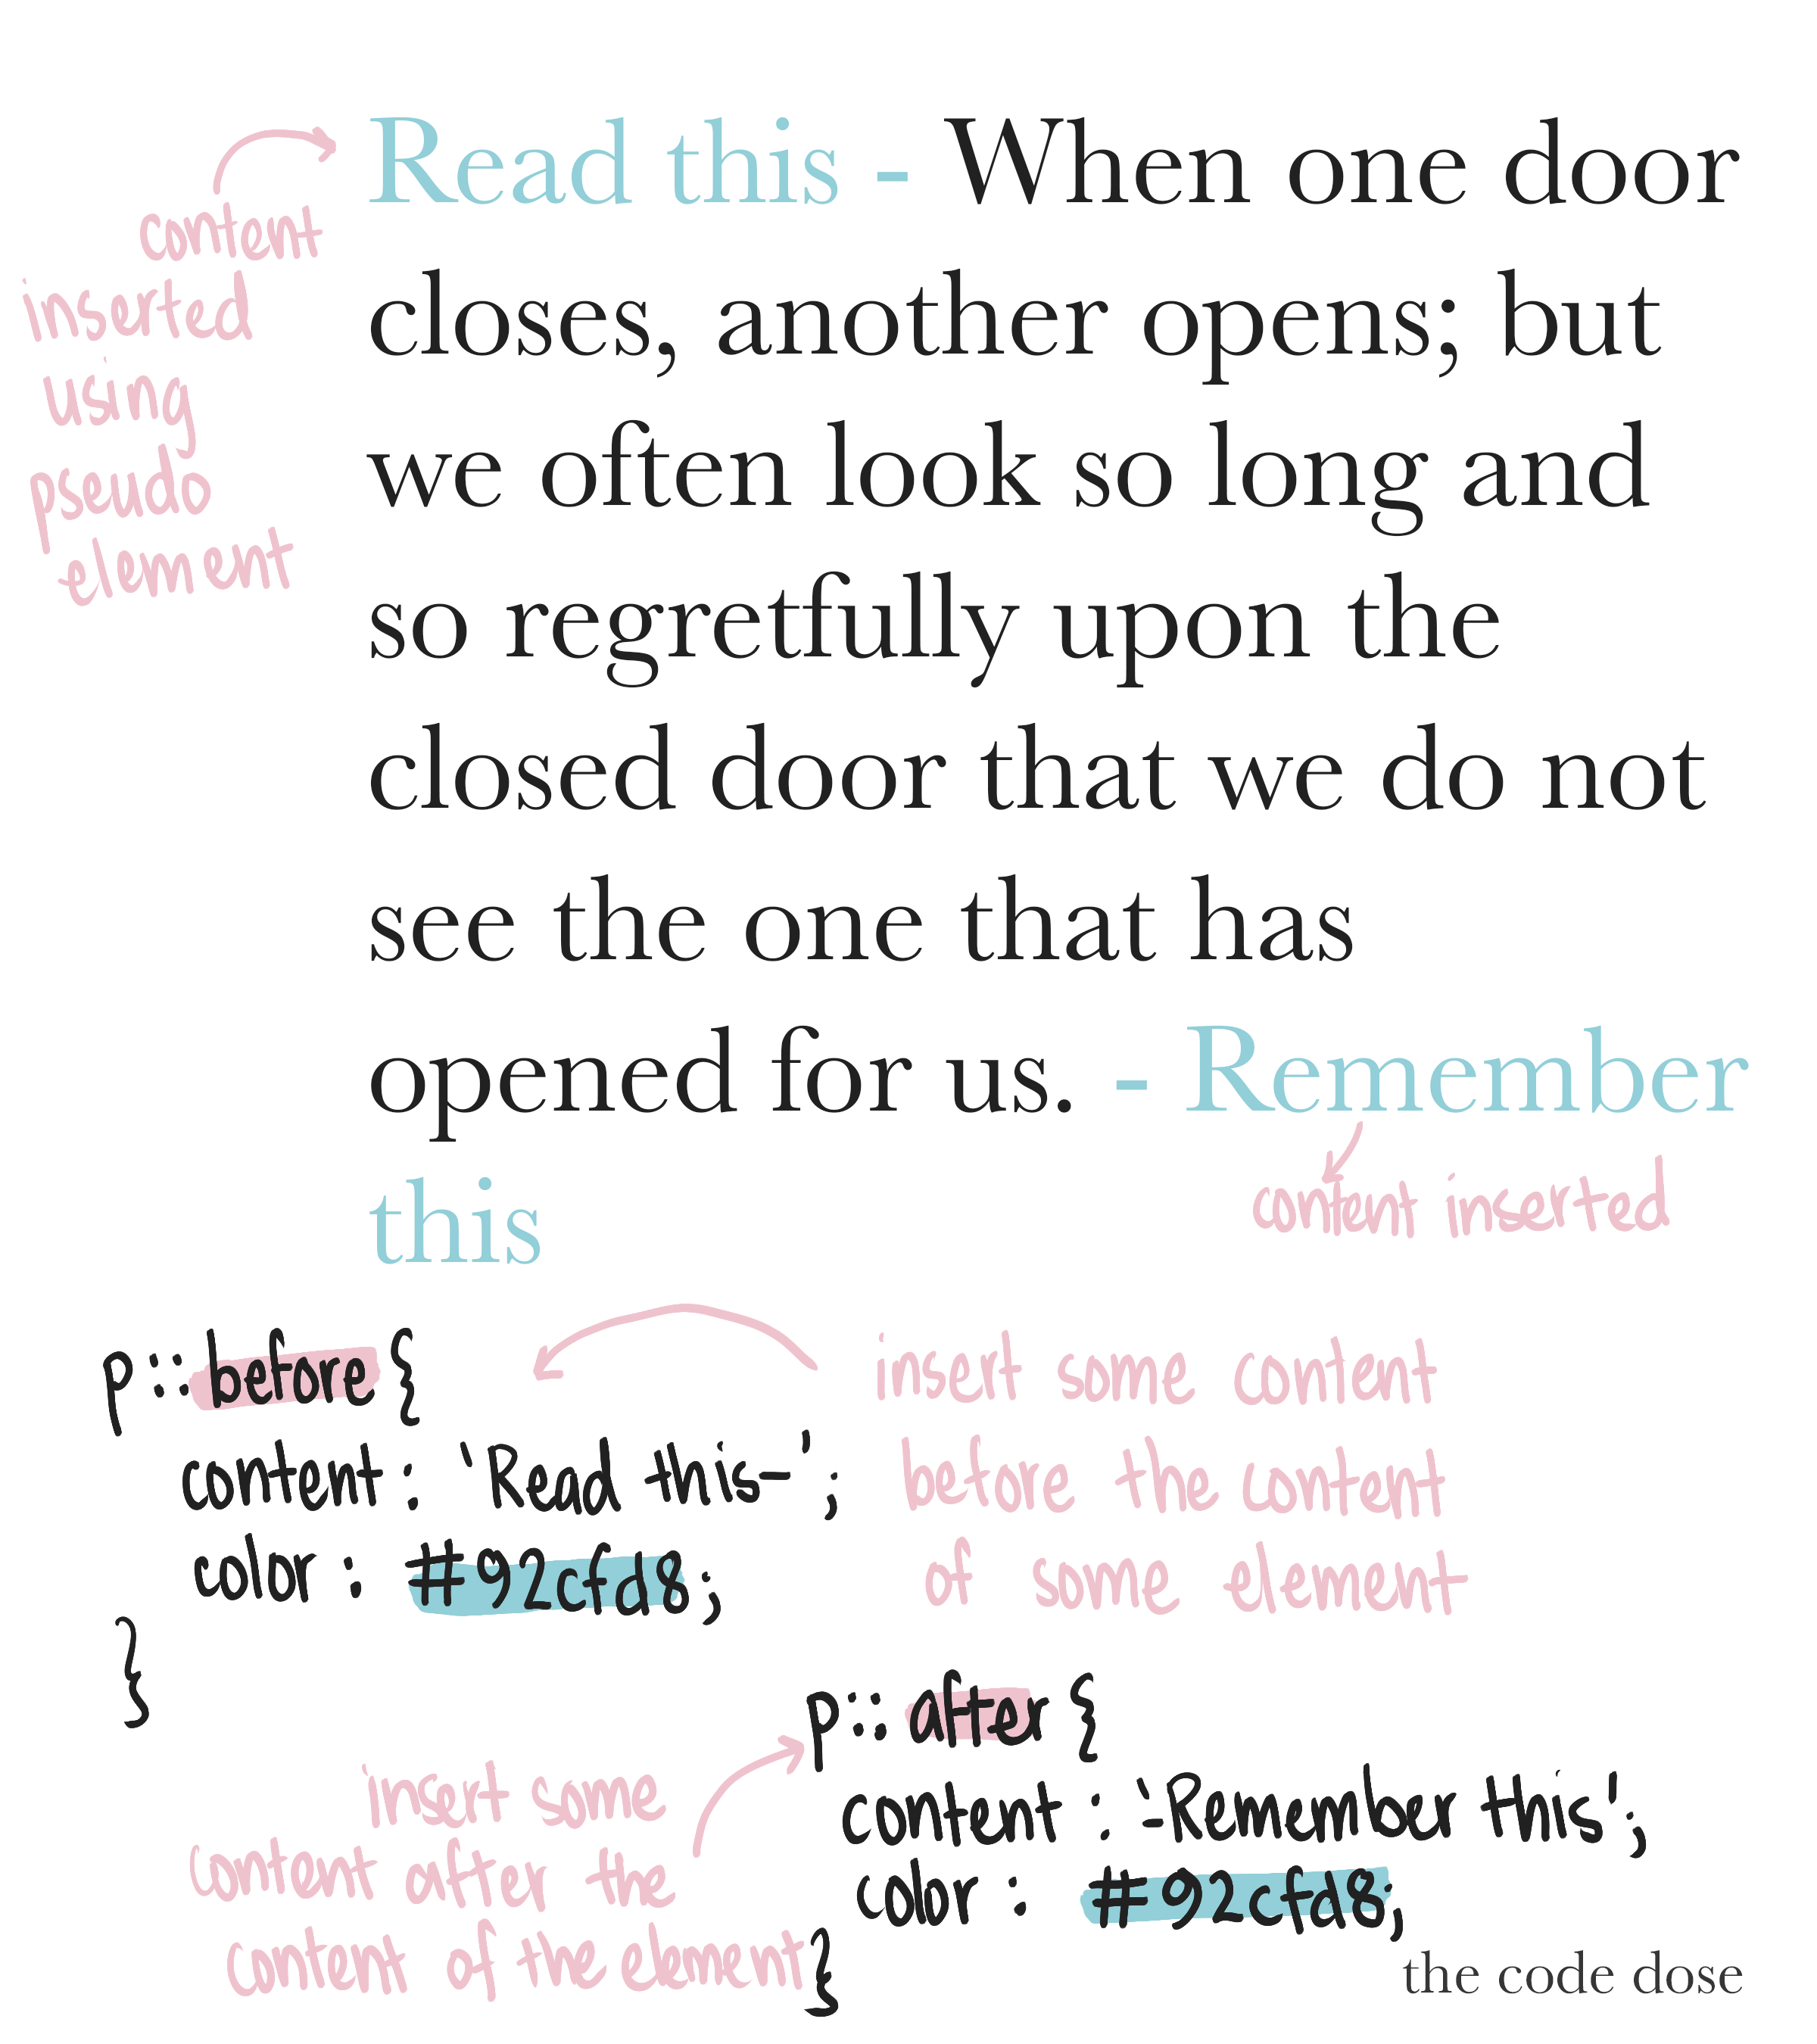 Read this - When one door
closes, another opens; but
we often look so long and
so regretfully upon the
closed door that we do not
see the one that has
opened for us. - Remember
this
content
inserted
using
pseudo
element
content inserted
p::before{
content: 'Read this-';
color: #92cfd8;
}
insert some content
before the content
of some element
p::after{
content: '-Remember this';
color: #92cfd8;
}
insert some
content after the
content of the element
the code dose